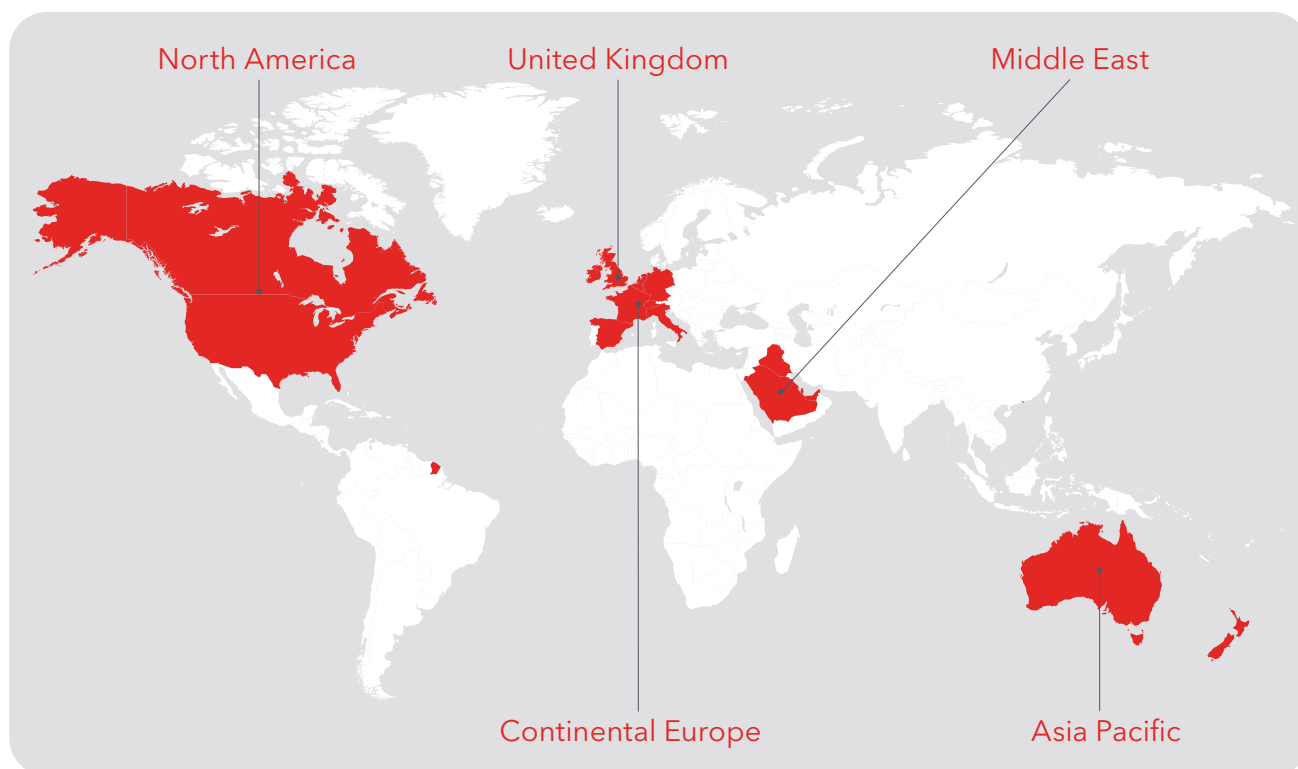 North America
United Kingdom
Middle East
Continental Europe
Asia Pacific